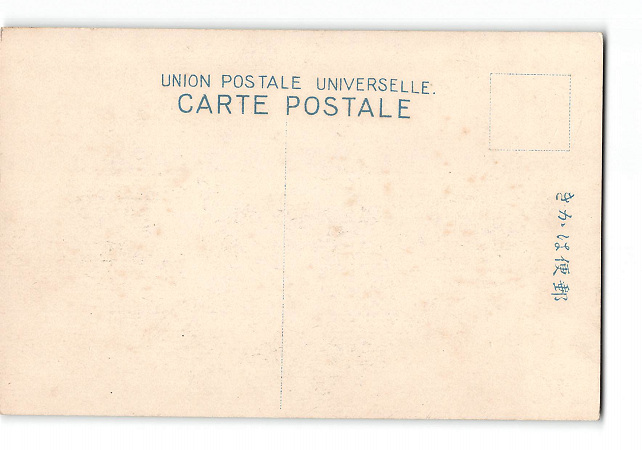 UNION POSTALE UNIVERSELLE.
CARTE POSTALE
きかは便郵